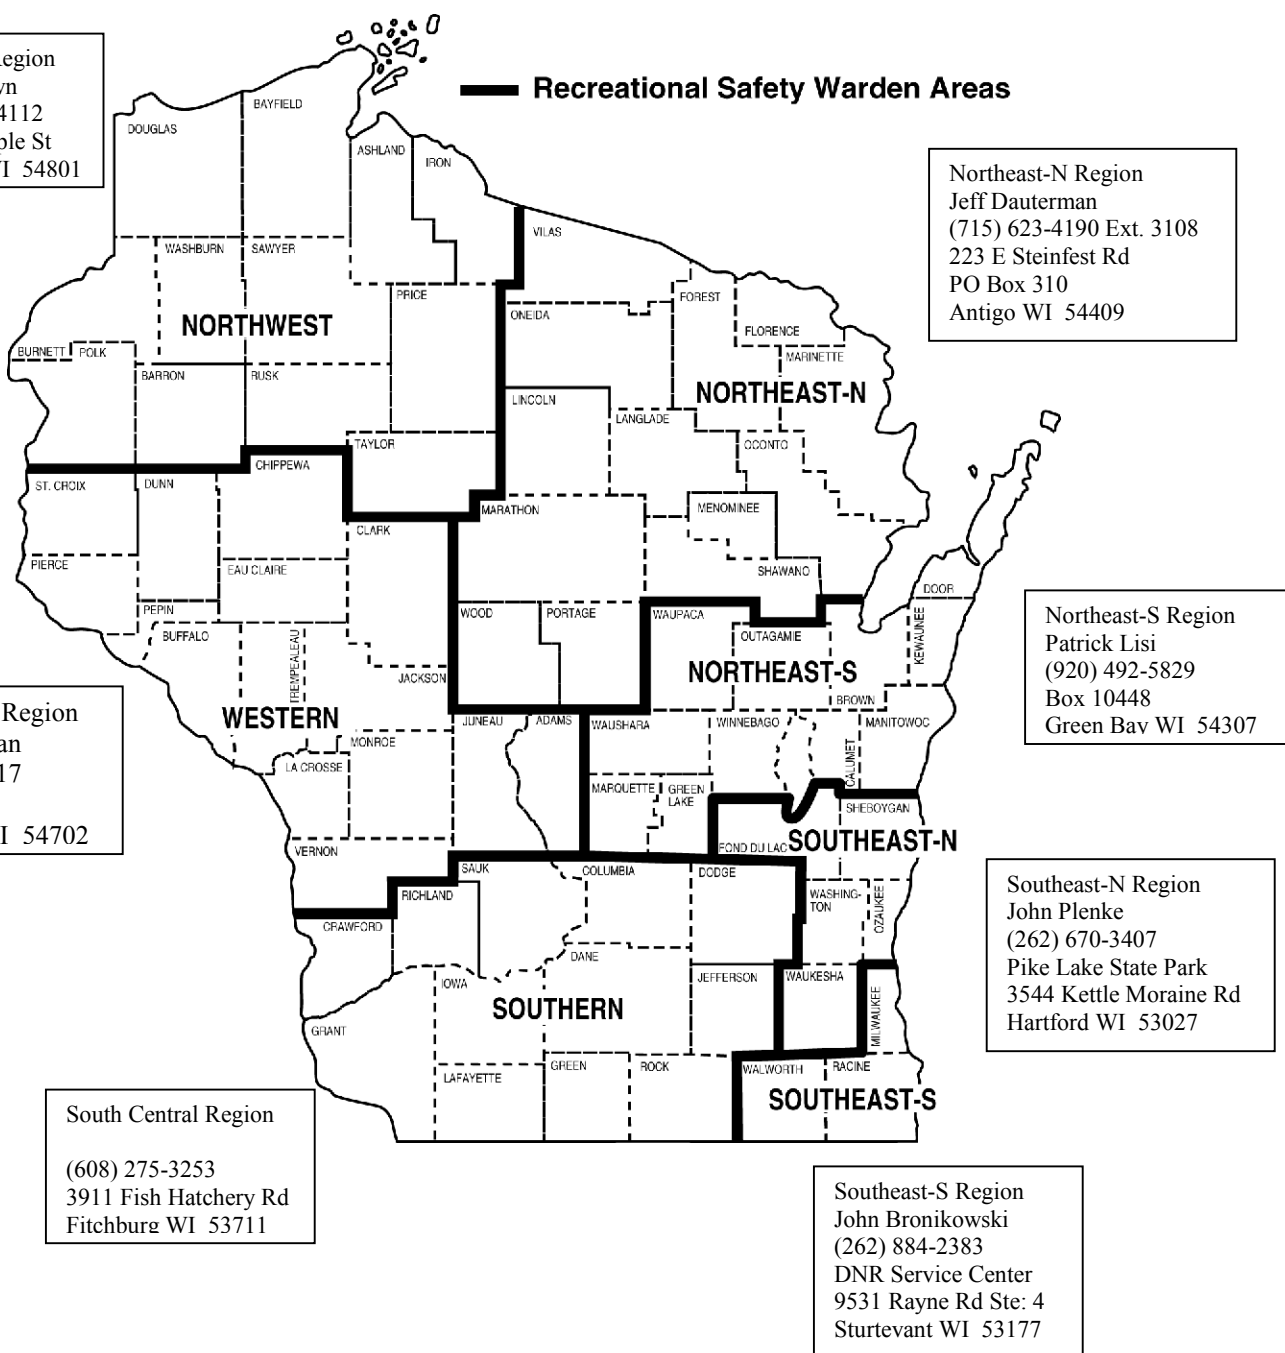 Recreational Safety Warden Areas
Region
4112
I 54801
Northeast-N Region
Jeff Dauterman
(715) 623-4190 Ext. 3108
223 E Steinfest Rd
PO Box 310
Antigo WI 54409
BAYFIELD
DOUGLAS
ASHLAND
IRON
VILAS
WASHBURN
SAWYER
PRICE
FOREST
ONEIDA
FLORENCE
NORTHWEST
BURNETT
POLK
MARINETTE
BARRON
RUSK
NORTHEAST-N
LINCOLN
LANGLADE
TAYLOR
OCONTO
CHIPPEWA
ST. CROIX
DUNN
MARATHON
MENOMINEE
CLARK
PIERCE
EAU CLAIRE
SHAWANO
DOOR
PEPIN
WOOD
PORTAGE
WAUPACA
BUFFALO
OUTAGAMIE
KEWAUNEE
TREMPEALEAU
JACKSON
NORTHEAST-S
BROWN
Northeast-S Region
Patrick Lisi
(920) 492-5829
Box 10448
Green Bay WI 54307
Region
17
I 54702
WESTERN
JUNEAU
ADAMS
WAUSHARA
WINNEBAGO
MANITOWOC
MONROE
CALUMET
LA CROSSE
MARQUETTE
GREEN
LAKE
SHEBOYGAN
SOUTHEAST-N
VERNON
FOND DU LAC
SAUK
COLUMBIA
DODGE
RICHLAND
WASHING-
TON
OZAUKEE
CRAWFORD
DANE
IOWA
JEFFERSON
WAUKESHA
SOUTHERN
MILWAUKEE
GRANT
Southeast-N Region
John Plenke
(262) 670-3407
Pike Lake State Park
3544 Kettle Moraine Rd
Hartford WI 53027
LAFAYETTE
GREEN
ROCK
WALWORTH
RACINE
SOUTHEAST-S
South Central Region
(608) 275-3253
3911 Fish Hatchery Rd
Fitchburg WI 53711
Southeast-S Region
John Bronikowski
(262) 884-2383
DNR Service Center
9531 Rayne Rd Ste: 4
Sturtevant WI 53177